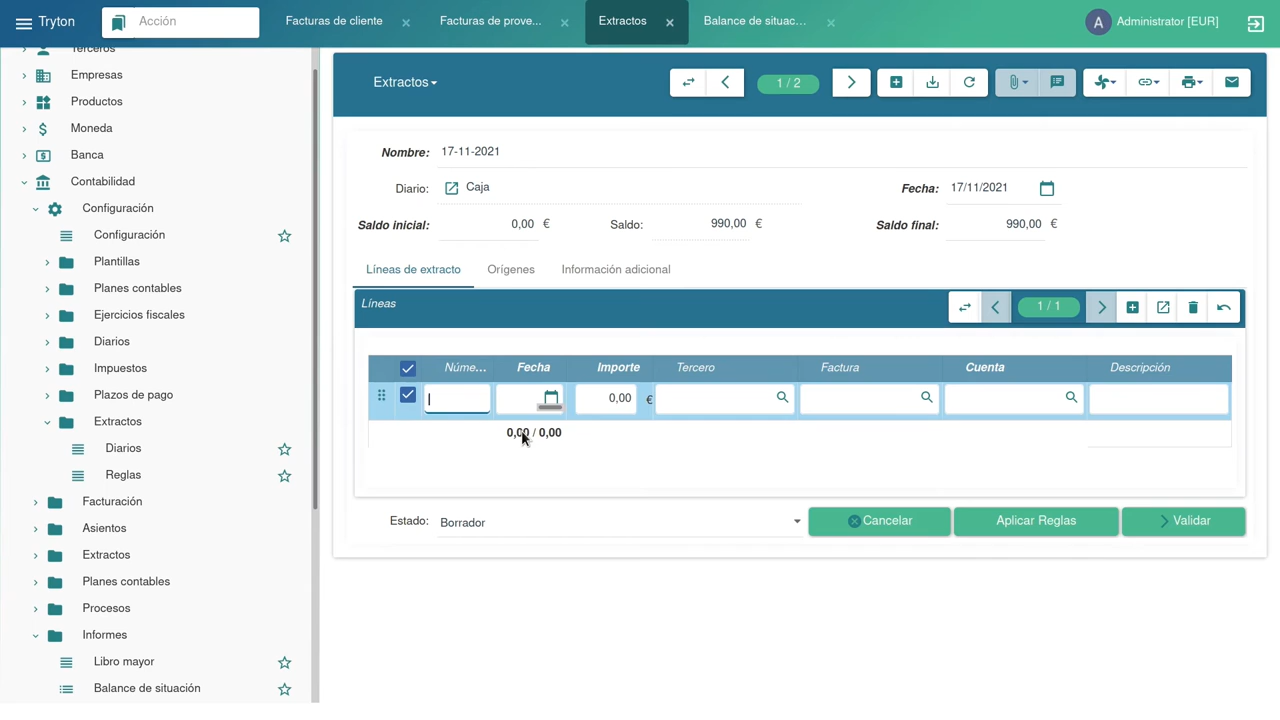 Tryton
Acción
Facturas de cliente
Facturas de prove...
Extractos
Balance de situac...
A
Administrator [EUR]
Terceros
Empresas
Productos
Moneda
Banca
Contabilidad
Configuración
Configuración
Plantillas
Planes contables
Ejercicios fiscales
Diarios
Impuestos
Plazos de pago
Extractos
Diarios
Reglas
Facturación
Asientos
Extractos
Planes contables
Procesos
Informes
Libro mayor
Balance de situación
Extractos
1 / 2
Nombre: 17-11-2021
Diario: Caja
Fecha: 17/11/2021
Saldo inicial: 0,00 €
Saldo: 990,00 €
Saldo final: 990,00 €
Líneas de extracto
Orígenes
Información adicional
Líneas
1 / 1
Núme... Fecha Importe Tercero Factura Cuenta Descripción
0,00 €
0,00 / 0,00
Estado: Borrador
Cancelar
Aplicar Reglas
Validar